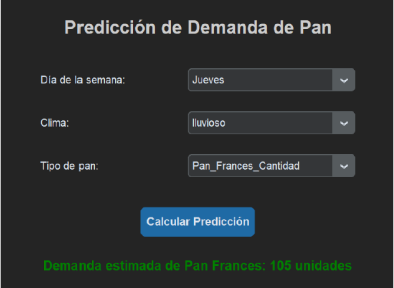 Predicción de Demanda de Pan
Día de la semana: Jueves
Clima: lluvioso
Tipo de pan: Pan_Frances_Cantidad
Calcular Predicción
Demanda estimada de Pan Frances: 105 unidades